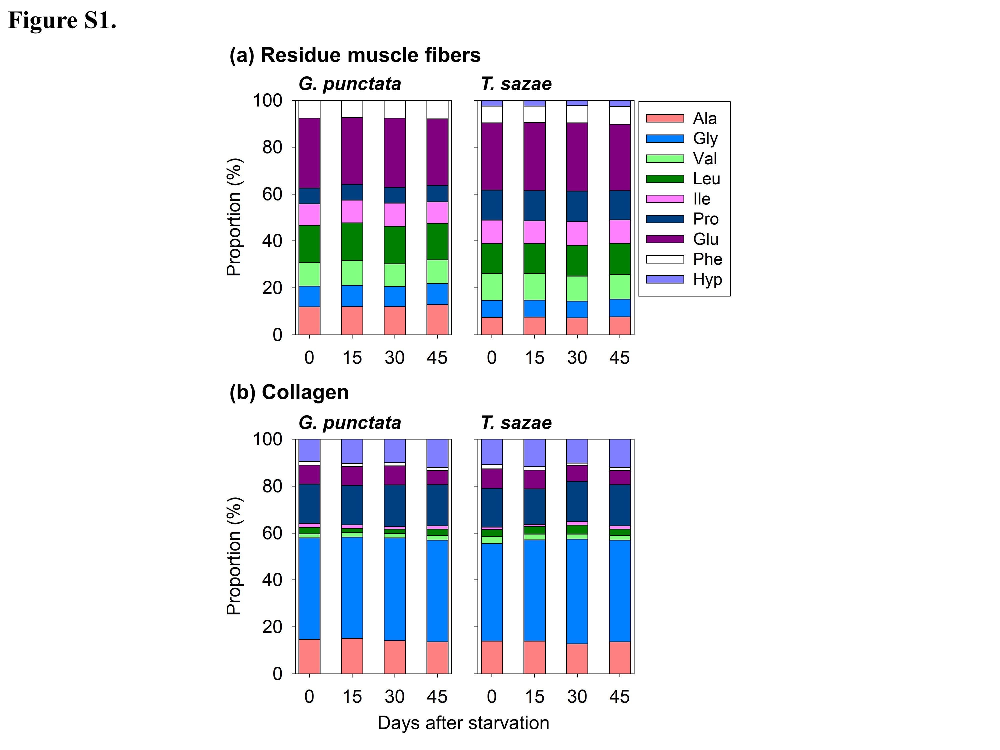 Figure S1.
(a) Residue muscle fibers
G. punctata T. sazae
100
80
60
40
20
0
Proportion (%)
0 15 30 45 0 15 30 45
Ala
Gly
Val
Leu
Ile
Pro
Glu
Phe
Hyp
(b) Collagen
G. punctata T. sazae
100
80
60
40
20
0
Proportion (%)
0 15 30 45 0 15 30 45
Days after starvation